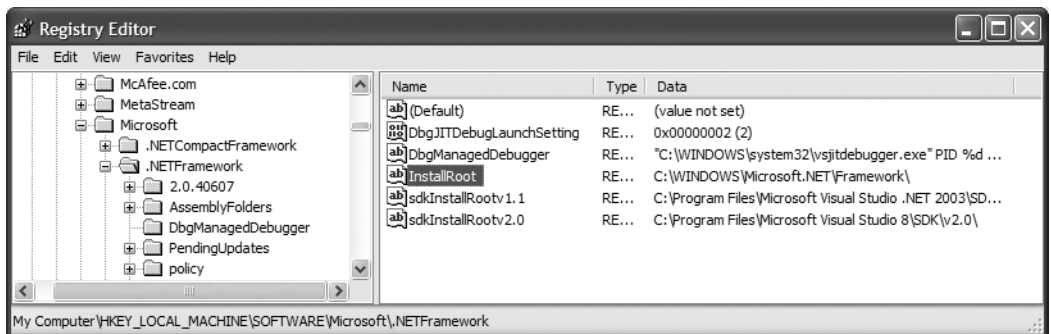 Registry Editor
File Edit View Favorites Help
McAfee.com
MetaStream
Microsoft
.NETCompactFramework
.NETFramework
2.0.40607
AssemblyFolders
DbgManagedDebugger
PendingUpdates
policy
Name Type Data
(Default) RE... (value not set)
DbgJITDebugLaunchSetting RE... 0x00000002 (2)
DbgManagedDebugger RE... "C:\WINDOWS\system32\vsjitdebugger.exe" PID %d ...
InstallRoot RE... C:\WINDOWS\Microsoft.NET\Framework\
sdkInstallRootv1.1 RE... C:\Program Files\Microsoft Visual Studio .NET 2003\SD...
sdkInstallRootv2.0 RE... C:\Program Files\Microsoft Visual Studio 8\SDK\v2.0\
My Computer\HKEY_LOCAL_MACHINE\SOFTWARE\Microsoft\.NETFramework